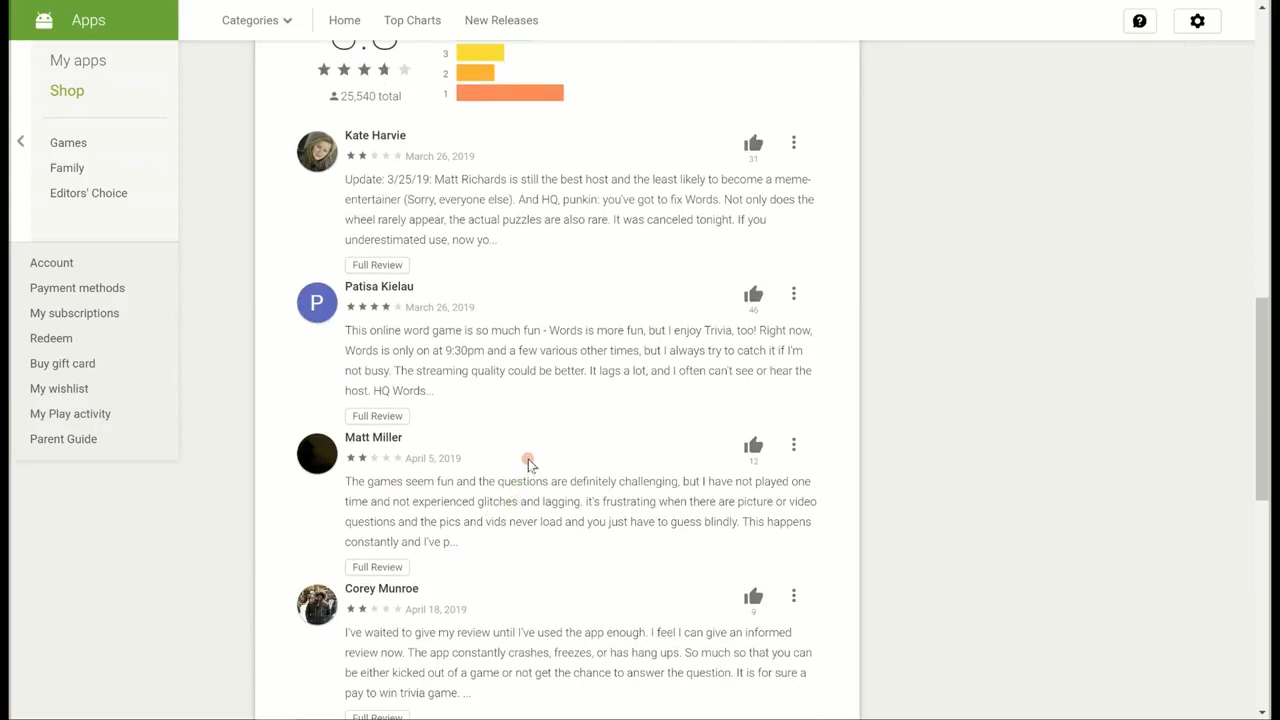 Apps
Categories
Home
Top Charts
New Releases
My apps
Shop
Games
Family
Editors' Choice
Account
Payment methods
My subscriptions
Redeem
Buy gift card
My wishlist
My Play activity
Parent Guide
3
2
1
25,540 total
Kate Harvie
March 26, 2019
31
Update: 3/25/19: Matt Richards is still the best host and the least likely to become a meme-
entertainer (Sorry, everyone else). And HQ, punkin: you've got to fix Words. Not only does the
wheel rarely appear, the actual puzzles are also rare. It was canceled tonight. If you
underestimated use, now yo...
Full Review
Patisa Kielau
P
March 26, 2019
46
This online word game is so much fun - Words is more fun, but I enjoy Trivia, too! Right now,
Words is only on at 9:30pm and a few various other times, but I always try to catch it if I'm
not busy. The streaming quality could be better. It lags a lot, and I often can't see or hear the
host. HQ Words...
Full Review
Matt Miller
April 5, 2019
12
The games seem fun and the questions are definitely challenging, but I have not played one
time and not experienced glitches and lagging. it's frustrating when there are picture or video
questions and the pics and vids never load and you just have to guess blindly. This happens
constantly and I've p...
Full Review
Corey Munroe
April 18, 2019
9
I've waited to give my review until I've used the app enough. I feel I can give an informed
review now. The app constantly crashes, freezes, or has hang ups. So much so that you can
be either kicked out of a game or not get the chance to answer the question. It is for sure a
pay to win trivia game. ...
Full Review